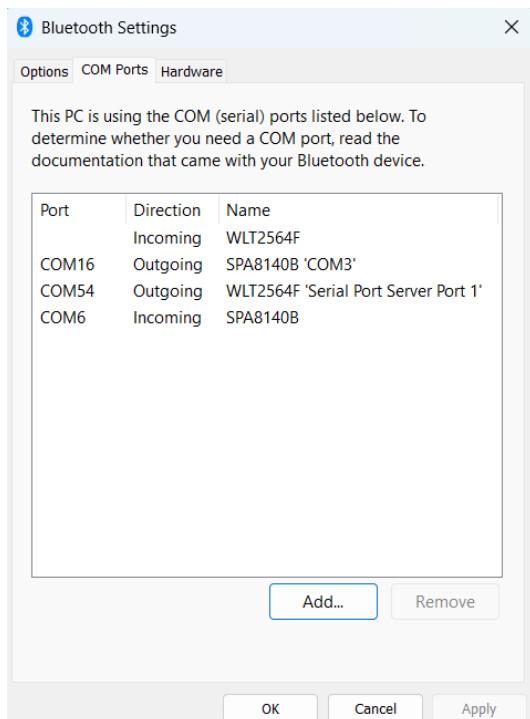 Bluetooth Settings
Options COM Ports Hardware
This PC is using the COM (serial) ports listed below. To
determine whether you need a COM port, read the
documentation that came with your Bluetooth device.
Port Direction Name
Incoming WLT2564F
COM16 Outgoing SPA8140B 'COM3'
COM54 Outgoing WLT2564F 'Serial Port Server Port 1'
COM6 Incoming SPA8140B
Add... Remove
OK Cancel Apply